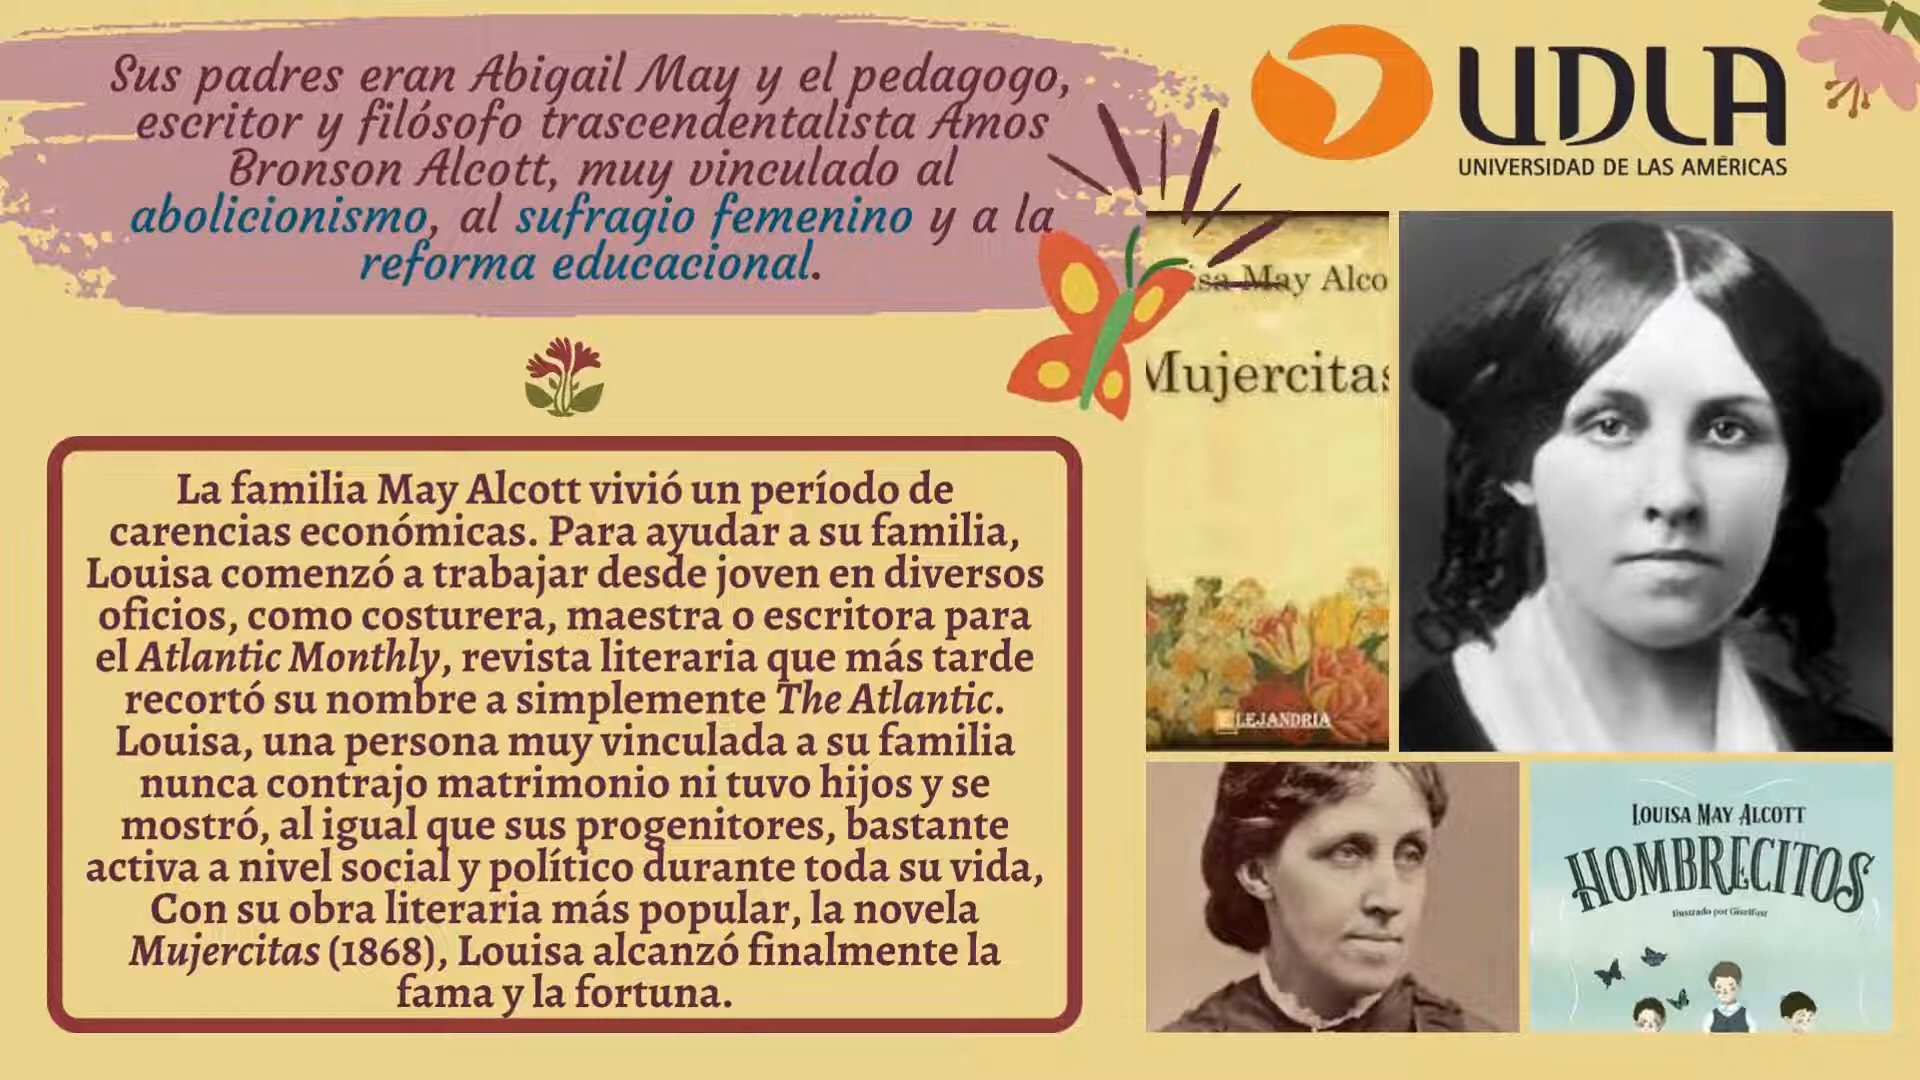 Sus padres eran Abigail May y el pedagogo,
escritor y filósofo trascendentalista Amos
Bronson Alcott, muy vinculado al
abolicionismo, al sufragio femenino y a la
reforma educacional.
UDLA
UNIVERSIDAD DE LAS AMÉRICAS
La familia May Alcott vivió un período de
carencias económicas. Para ayudar a su familia,
Louisa comenzó a trabajar desde joven en diversos
oficios, como costurera, maestra o escritora para
el Atlantic Monthly, revista literaria que más tarde
recortó su nombre a simplemente The Atlantic.
Louisa, una persona muy vinculada a su familia
nunca contrajo matrimonio ni tuvo hijos y se
mostró, al igual que sus progenitores, bastante
activa a nivel social y político durante toda su vida,
Con su obra literaria más popular, la novela
Mujercitas (1868), Louisa alcanzó finalmente la
fama y la fortuna.
isa May Alco
Mujercitas
LEJANDRIA
LOUISA MAY ALCOTT
HOMBRECITOS
Ilustrado por